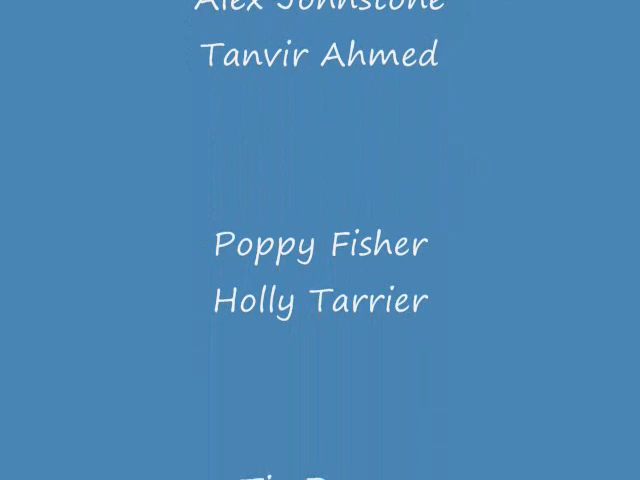 Alex Johnstone
Tanvir Ahmed
Poppy Fisher
Holly Tarrier